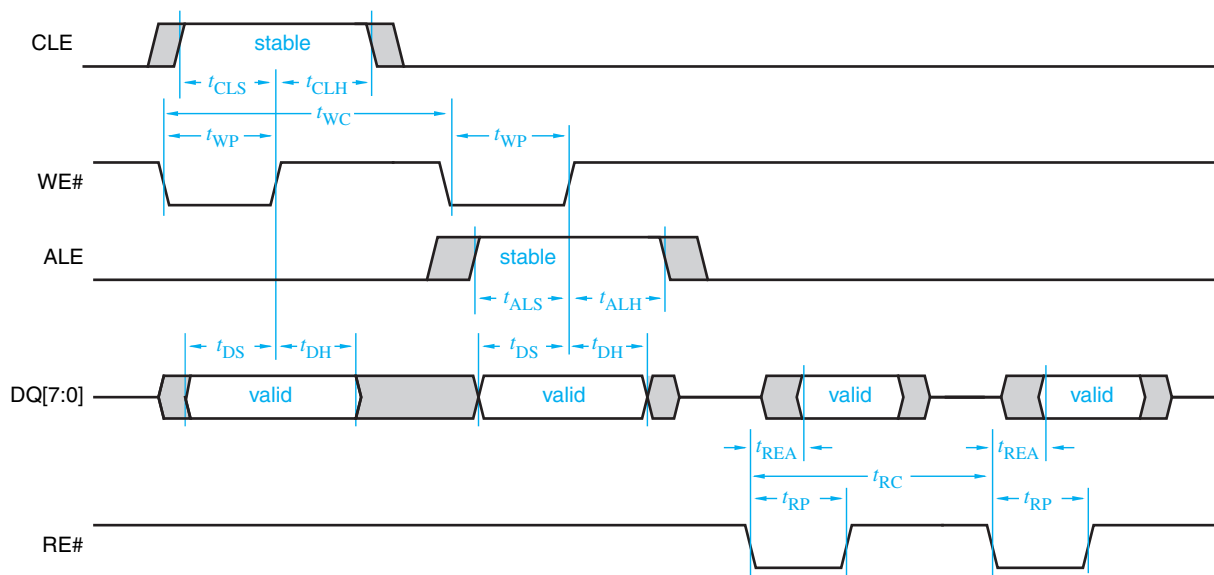 CLE
stable
tCLS tCLH
tWC
tWP tWP
WE#
ALE
stable
tALS tALH
tDS tDH tDS tDH
DQ[7:0]
valid valid valid valid
tREA tREA
tRC
tRP tRP
RE#